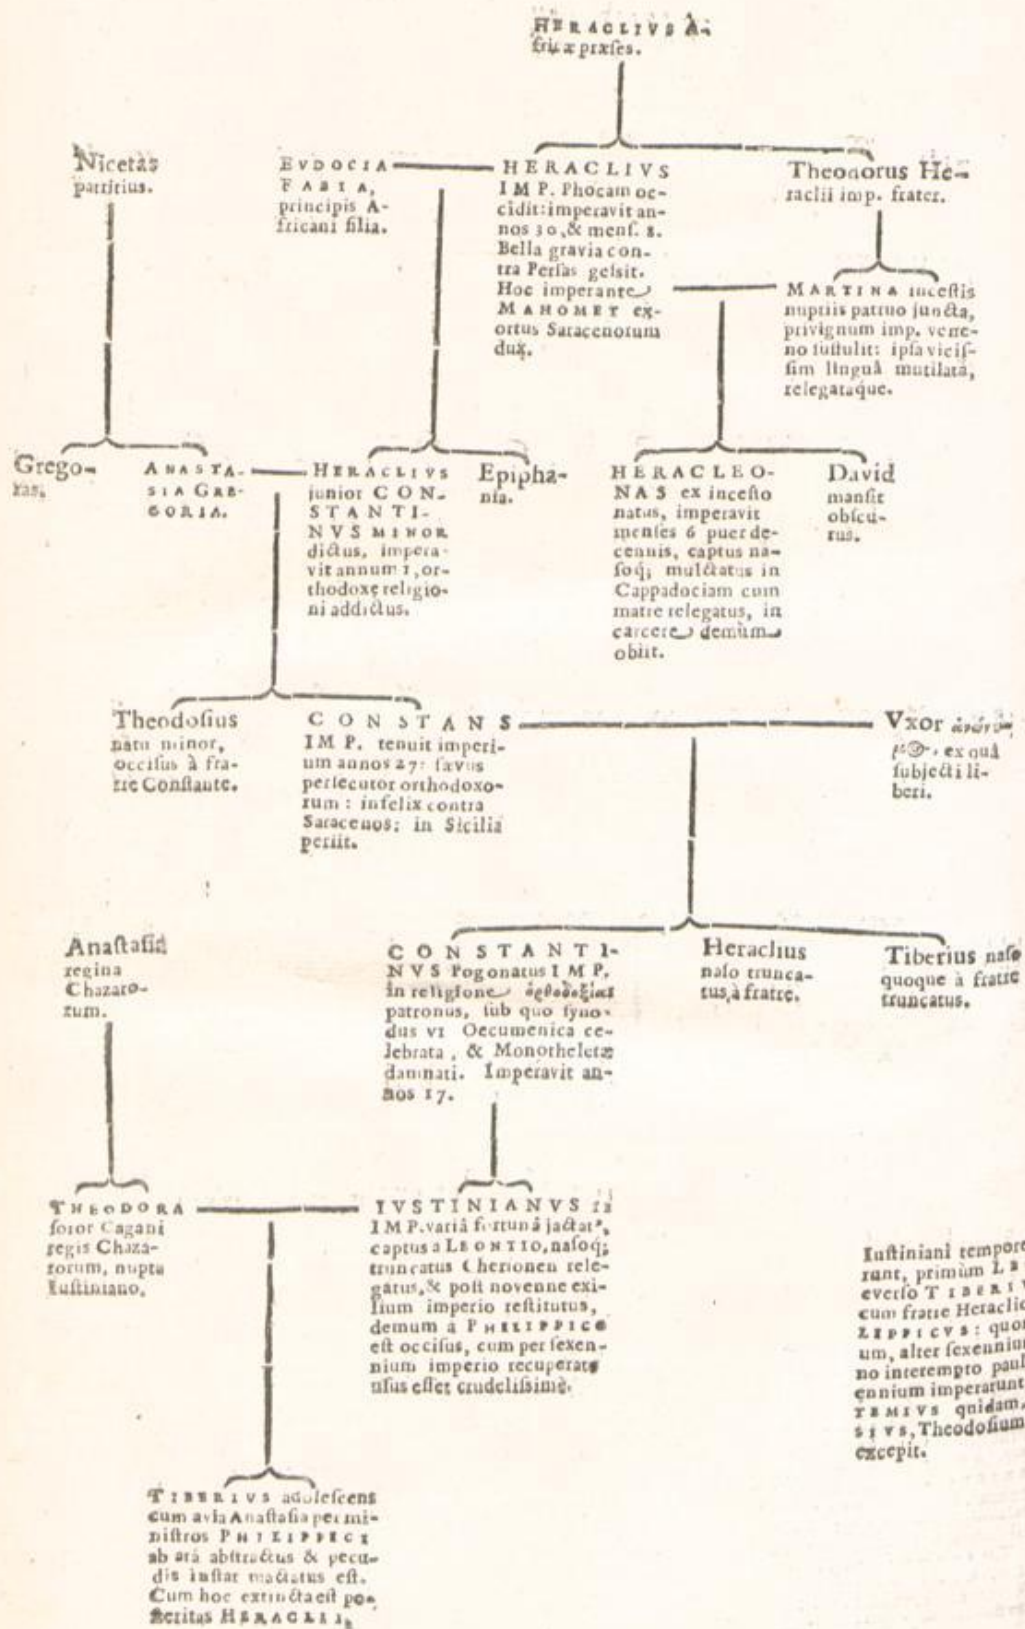 HERACLIVS A-
fricæ præses.
Nicetas
patritius.
EVDOCIA
FABIA,
principis A-
fricani filia.
HERACLIVS
IMP. Phocam oc-
cidit: imperavit an-
nos 30, & mens. 8.
Bella gravia con-
tra Persas gessit.
Hoc imperante
MAHOMET ex-
ortus Saracenorum
dux.
Theodorus He-
raclii imp. frater.
MARTINA incestis
nuptiis patruo juncta,
privignum imp. vene-
no sustulit: ipsa vicis-
sim linguâ mutilata,
relegataque.
Grego-
ras.
ANASTA-
SIA GRE-
GORIA.
HERACLIVS
junior CON-
STANTI-
NVS MINOR
dictus, impera-
vit annum 1, or-
thodoxę religio-
ni addictus.
Epipha-
nia.
HERACLEO-
NAS ex incesto
natus, imperavit
menses 6 puer de-
cennis, captus na-
soq; mulctatus in
Cappadociam cum
matre relegatus, in
carcere demùm
obiit.
David
mansit
obscu-
rus.
Theodosius
natu minor,
occisus à fra-
tre Constante.
CONSTANS
IMP. tenuit imperi-
um annos 27: sævus
persecutor orthodoxo-
rum: infelix contra
Saracenos; in Sicilia
periit.
Vxor ἀνώνυ-
μος, ex quâ
subjecti li-
beri.
Anastasia
regina
Chazaro-
rum.
CONSTANTI-
NVS Pogonatus IMP.
in religione ὀρθοδοξίας
patronus, sub quo syno-
dus VI Oecumenica ce-
lebrata, & Monotheletæ
damnati. Imperavit an-
nos 17.
Heraclius
naso trunca-
tus, à fratre.
Tiberius naso
quoque à fratre
truncatus.
THEODORA
soror Cagani
regis Chaza-
rorum, nupta
Iustiniano.
IVSTINIANVS
IMP. variâ fortunâ jactat',
captus a LEONTIO, nasoq;
truncatus Chersonem rele-
gatus, & post novenne exi-
lium imperio restitutus,
demum a PHILIPPICO
est occisus, cum per sexen-
nium imperio recuperato
usus esset crudelissimè.
Iustiniani tempore
runt, primùm LE
everso TIBERIV
cum fratre Heraclio
LIPPICVS: quor
um, alter sexenniu
no interempto paul
ennium imperarunt
TEMIVS quidam,
SIVS, Theodosium
excepit.
TIBERIVS adolescens
cum avia Anastasia per mi-
nistros PHILIPPICI
ab arâ abstractus & pecu-
dis instar mactatus est.
Cum hoc extincta est po-
steritas HERACLII.